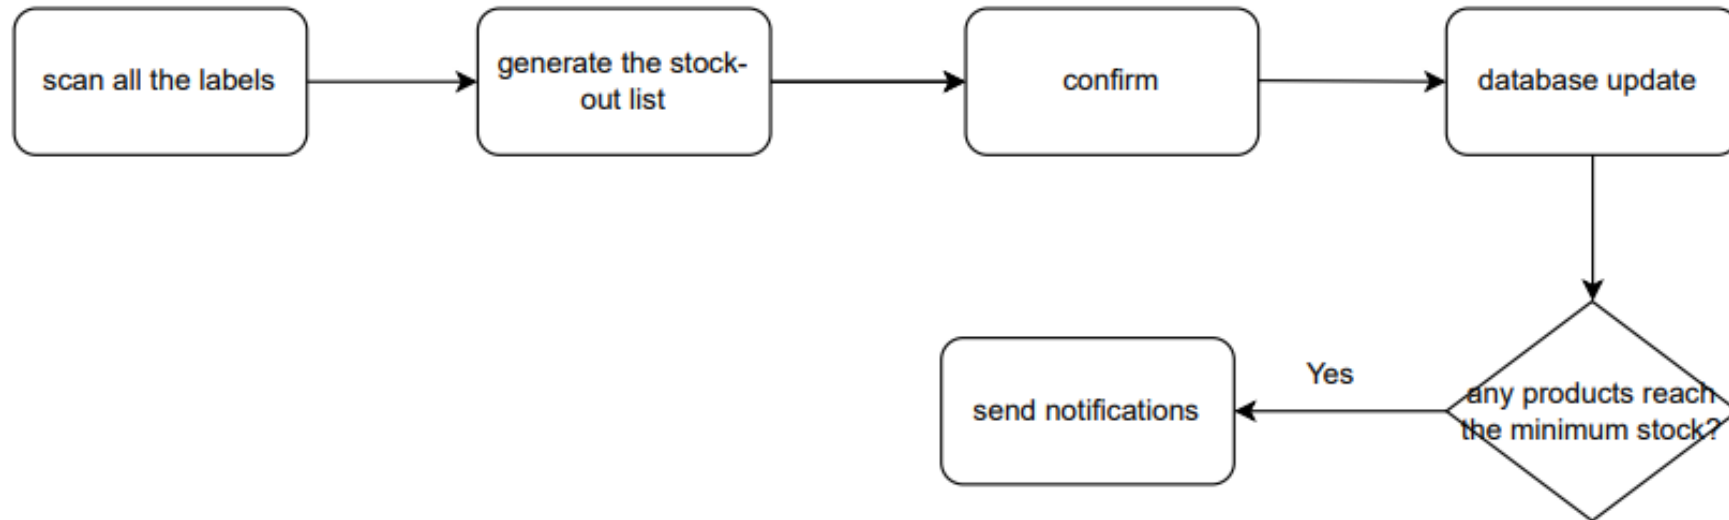 scan all the labels
generate the stock-
out list
confirm
database update
any products reach
the minimum stock?
Yes
send notifications